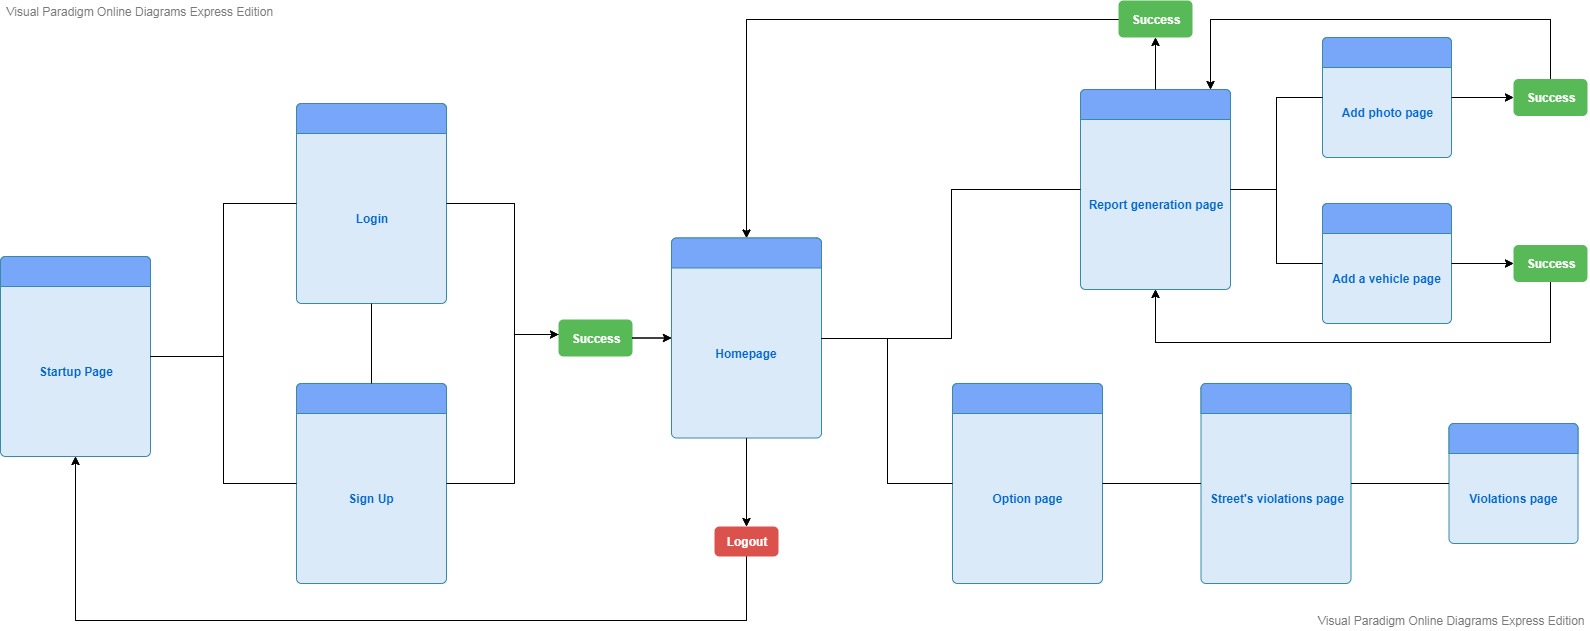 Visual Paradigm Online Diagrams Express Edition
Success
Success
Add photo page
Login
Report generation page
Success
Add a vehicle page
Success
Homepage
Startup Page
Sign Up
Option page
Street's violations page
Violations page
Logout
Visual Paradigm Online Diagrams Express Edition